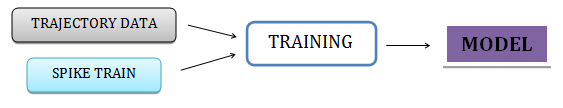 TRAJECTORY DATA
TRAINING
MODEL
SPIKE TRAIN